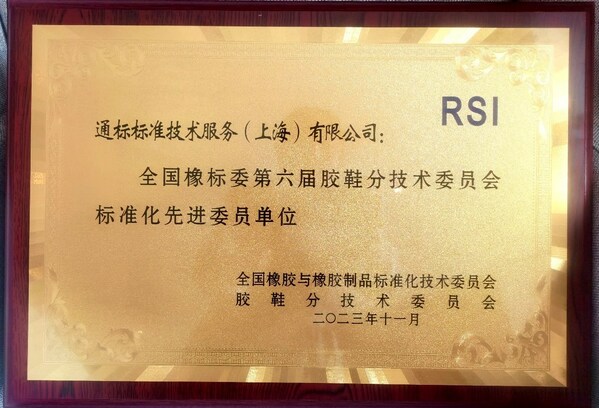 RSI
通标标准技术服务（上海）有限公司：
全国橡标委第六届胶鞋分技术委员会
标准化先进委员单位
全国橡胶与橡胶制品标准化技术委员会
胶鞋分技术委员会
二〇二三年十一月